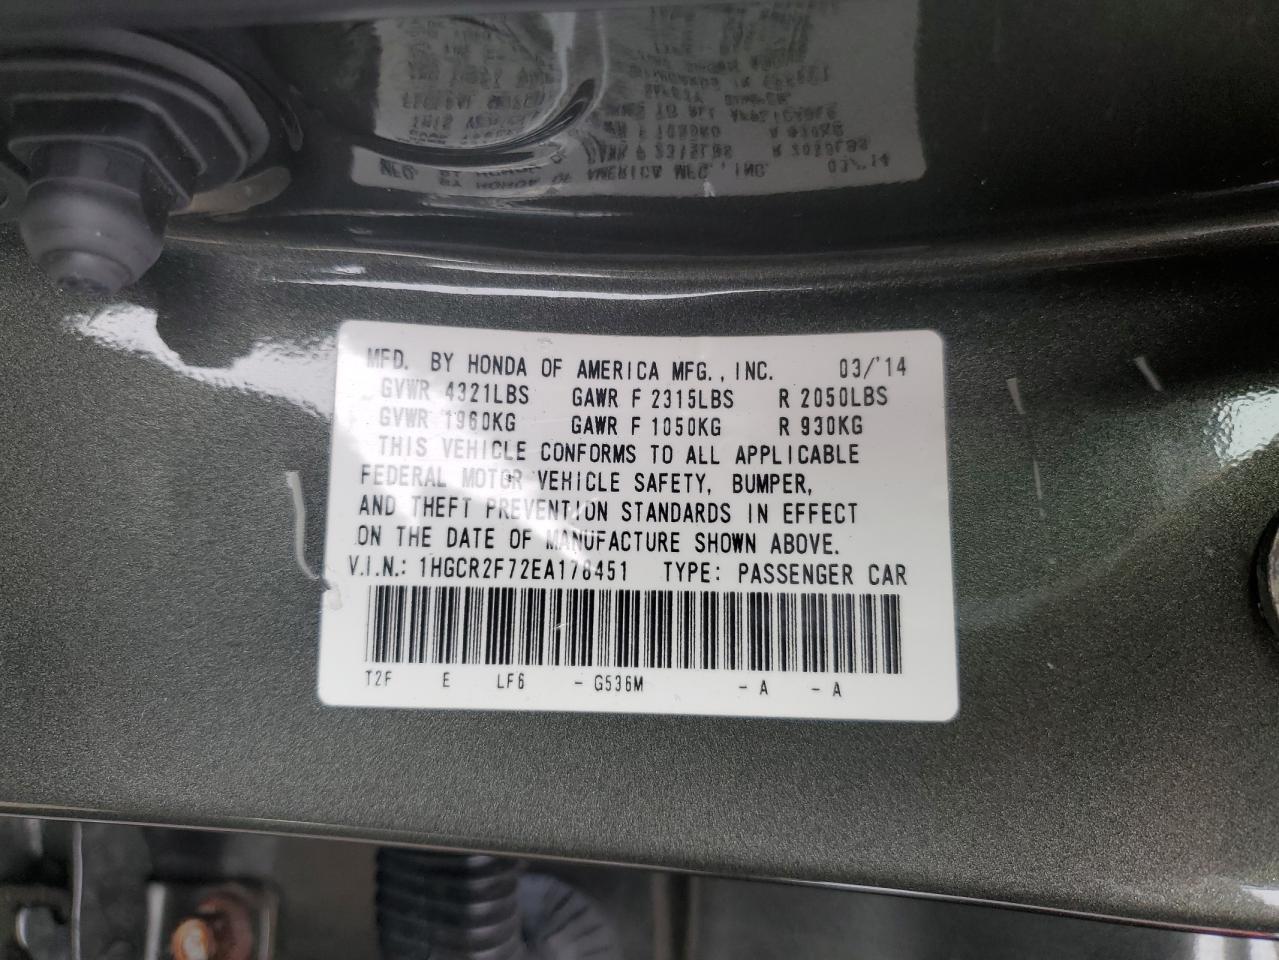 MFD. BY HONDA OF AMERICA MFG., INC. 03/'14
GVWR 4321LBS GAWR F 2315LBS R 2050LBS
GVWR 1960KG GAWR F 1050KG R 930KG
THIS VEHICLE CONFORMS TO ALL APPLICABLE
FEDERAL MOTOR VEHICLE SAFETY, BUMPER,
AND THEFT PREVENTION STANDARDS IN EFFECT
ON THE DATE OF MANUFACTURE SHOWN ABOVE.
V.I.N.: 1HGCR2F72EA178451 TYPE: PASSENGER CAR
T2F E LF6 - G536M - A - A